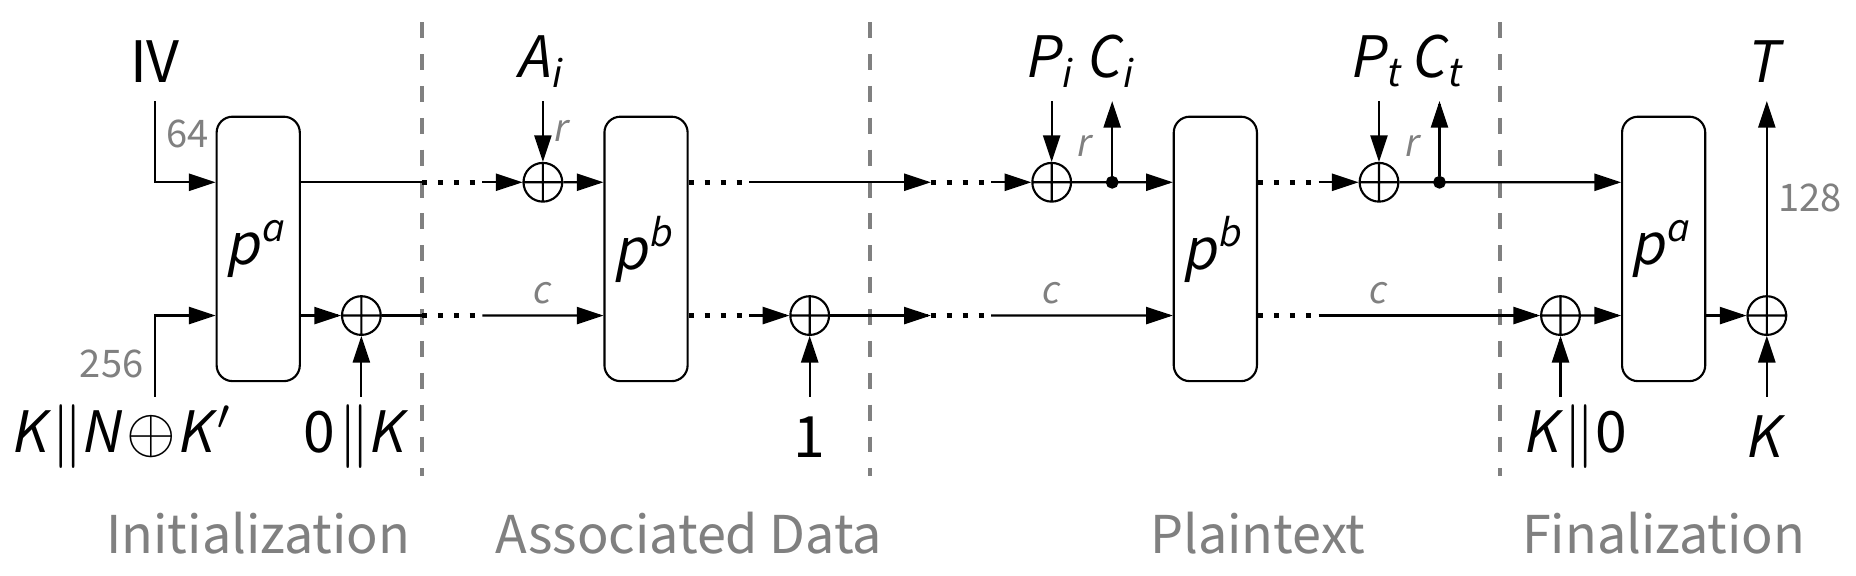 IV
A_i
P_i C_i
P_t C_t
T
64
r
r
r
128
p^a
p^b
p^b
p^a
c
c
c
256
K‖N⊕K′
0‖K
1
K‖0
K
Initialization
Associated Data
Plaintext
Finalization